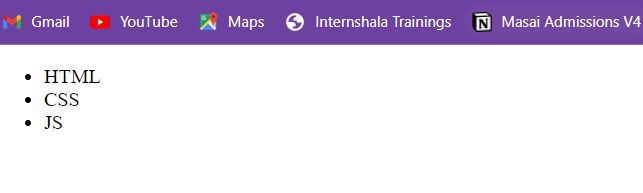 Gmail YouTube Maps Internshala Trainings Masai Admissions V4
HTML
CSS
JS